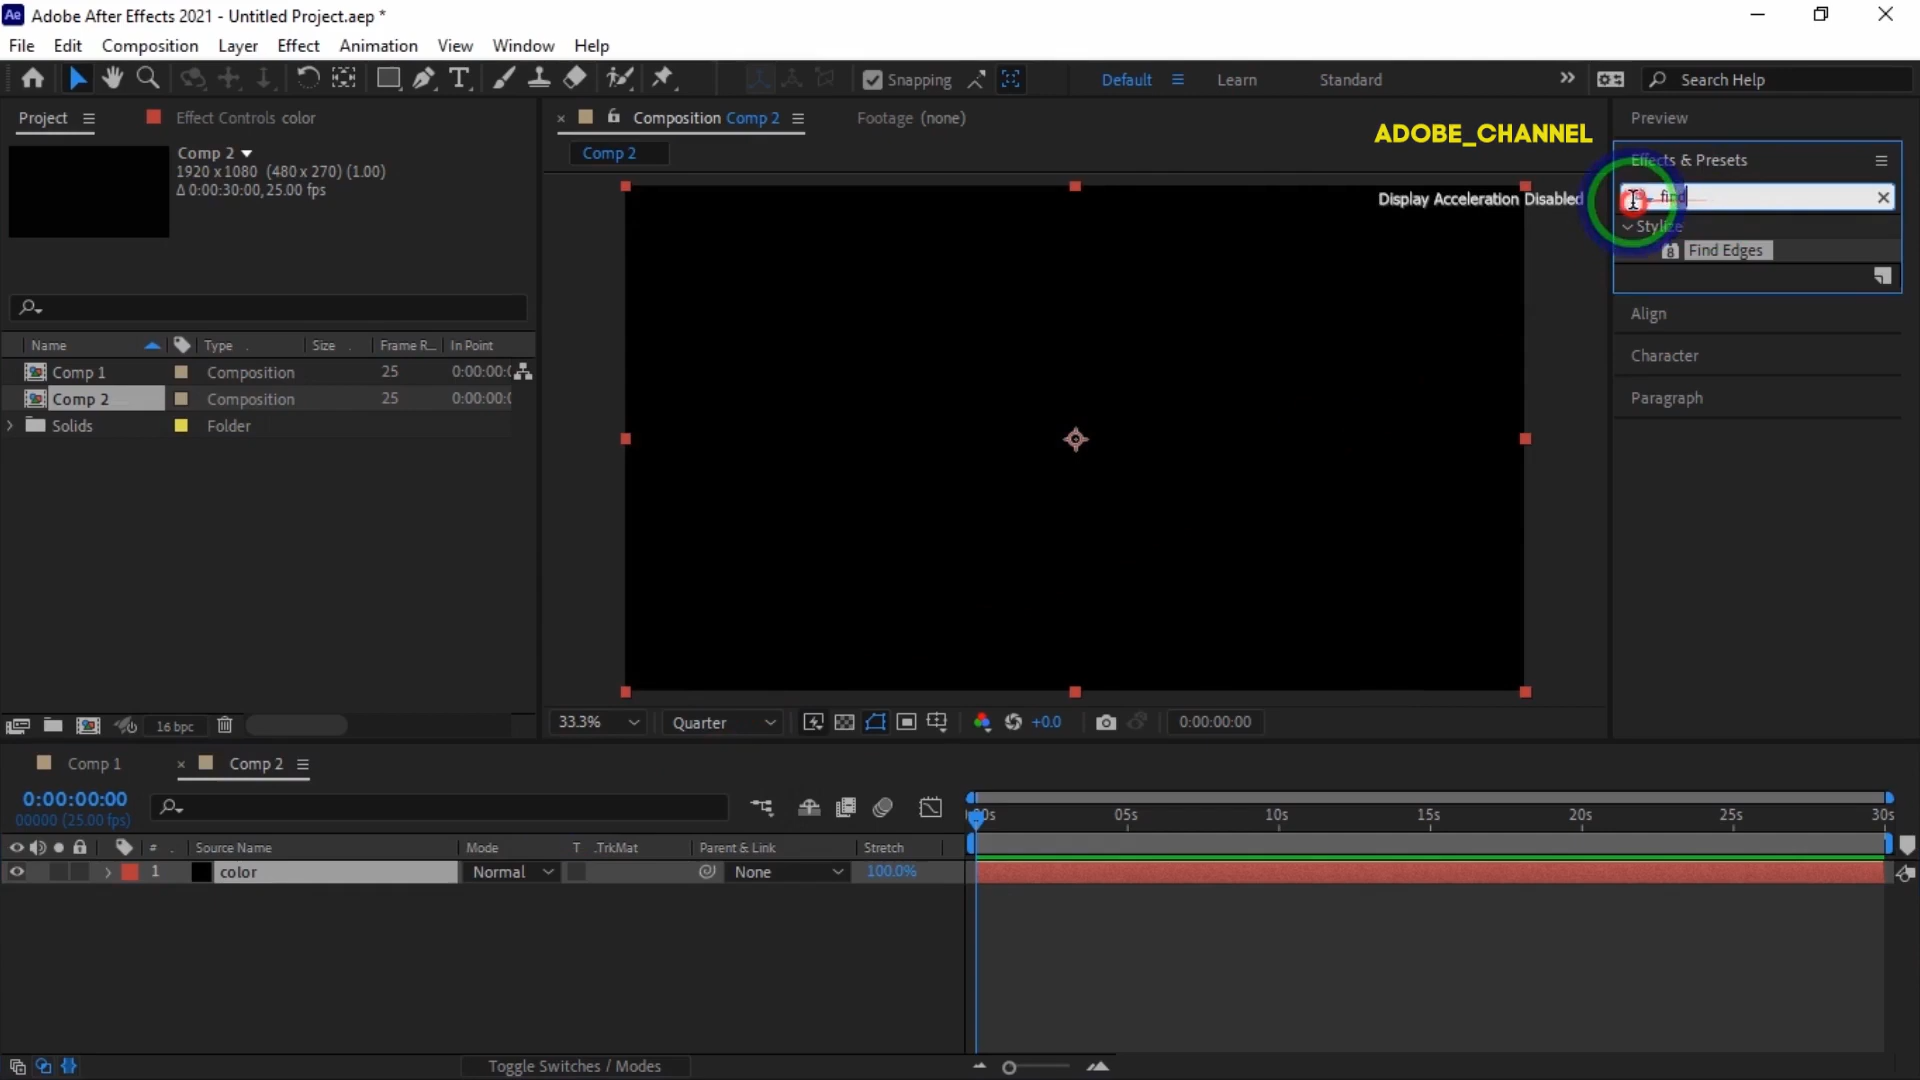 Ae Adobe After Effects 2021 - Untitled Project.aep *
File Edit Composition Layer Effect Animation View Window Help
Snapping Default Learn Standard Search Help
Project Effect Controls color
Comp 2
1920 x 1080 (480 x 270) (1.00)
Δ 0:00:30:00, 25.00 fps
Name Type Size Frame R... In Point
Comp 1 Composition 25 0:00:00:0
Comp 2 Composition 25 0:00:00:0
Solids Folder
16 bpc
Composition Comp 2 Footage (none)
Comp 2
ADOBE_CHANNEL
Display Acceleration Disabled
33.3% Quarter +0.0 0:00:00:00
Preview
Effects & Presets
find
Stylize
8 Find Edges
Align
Character
Paragraph
Comp 1 Comp 2
0:00:00:00
00000 (25.00 fps)
# Source Name Mode T .TrkMat Parent & Link Stretch
1 color Normal None 100.0%
00s 05s 10s 15s 20s 25s 30s
Toggle Switches / Modes